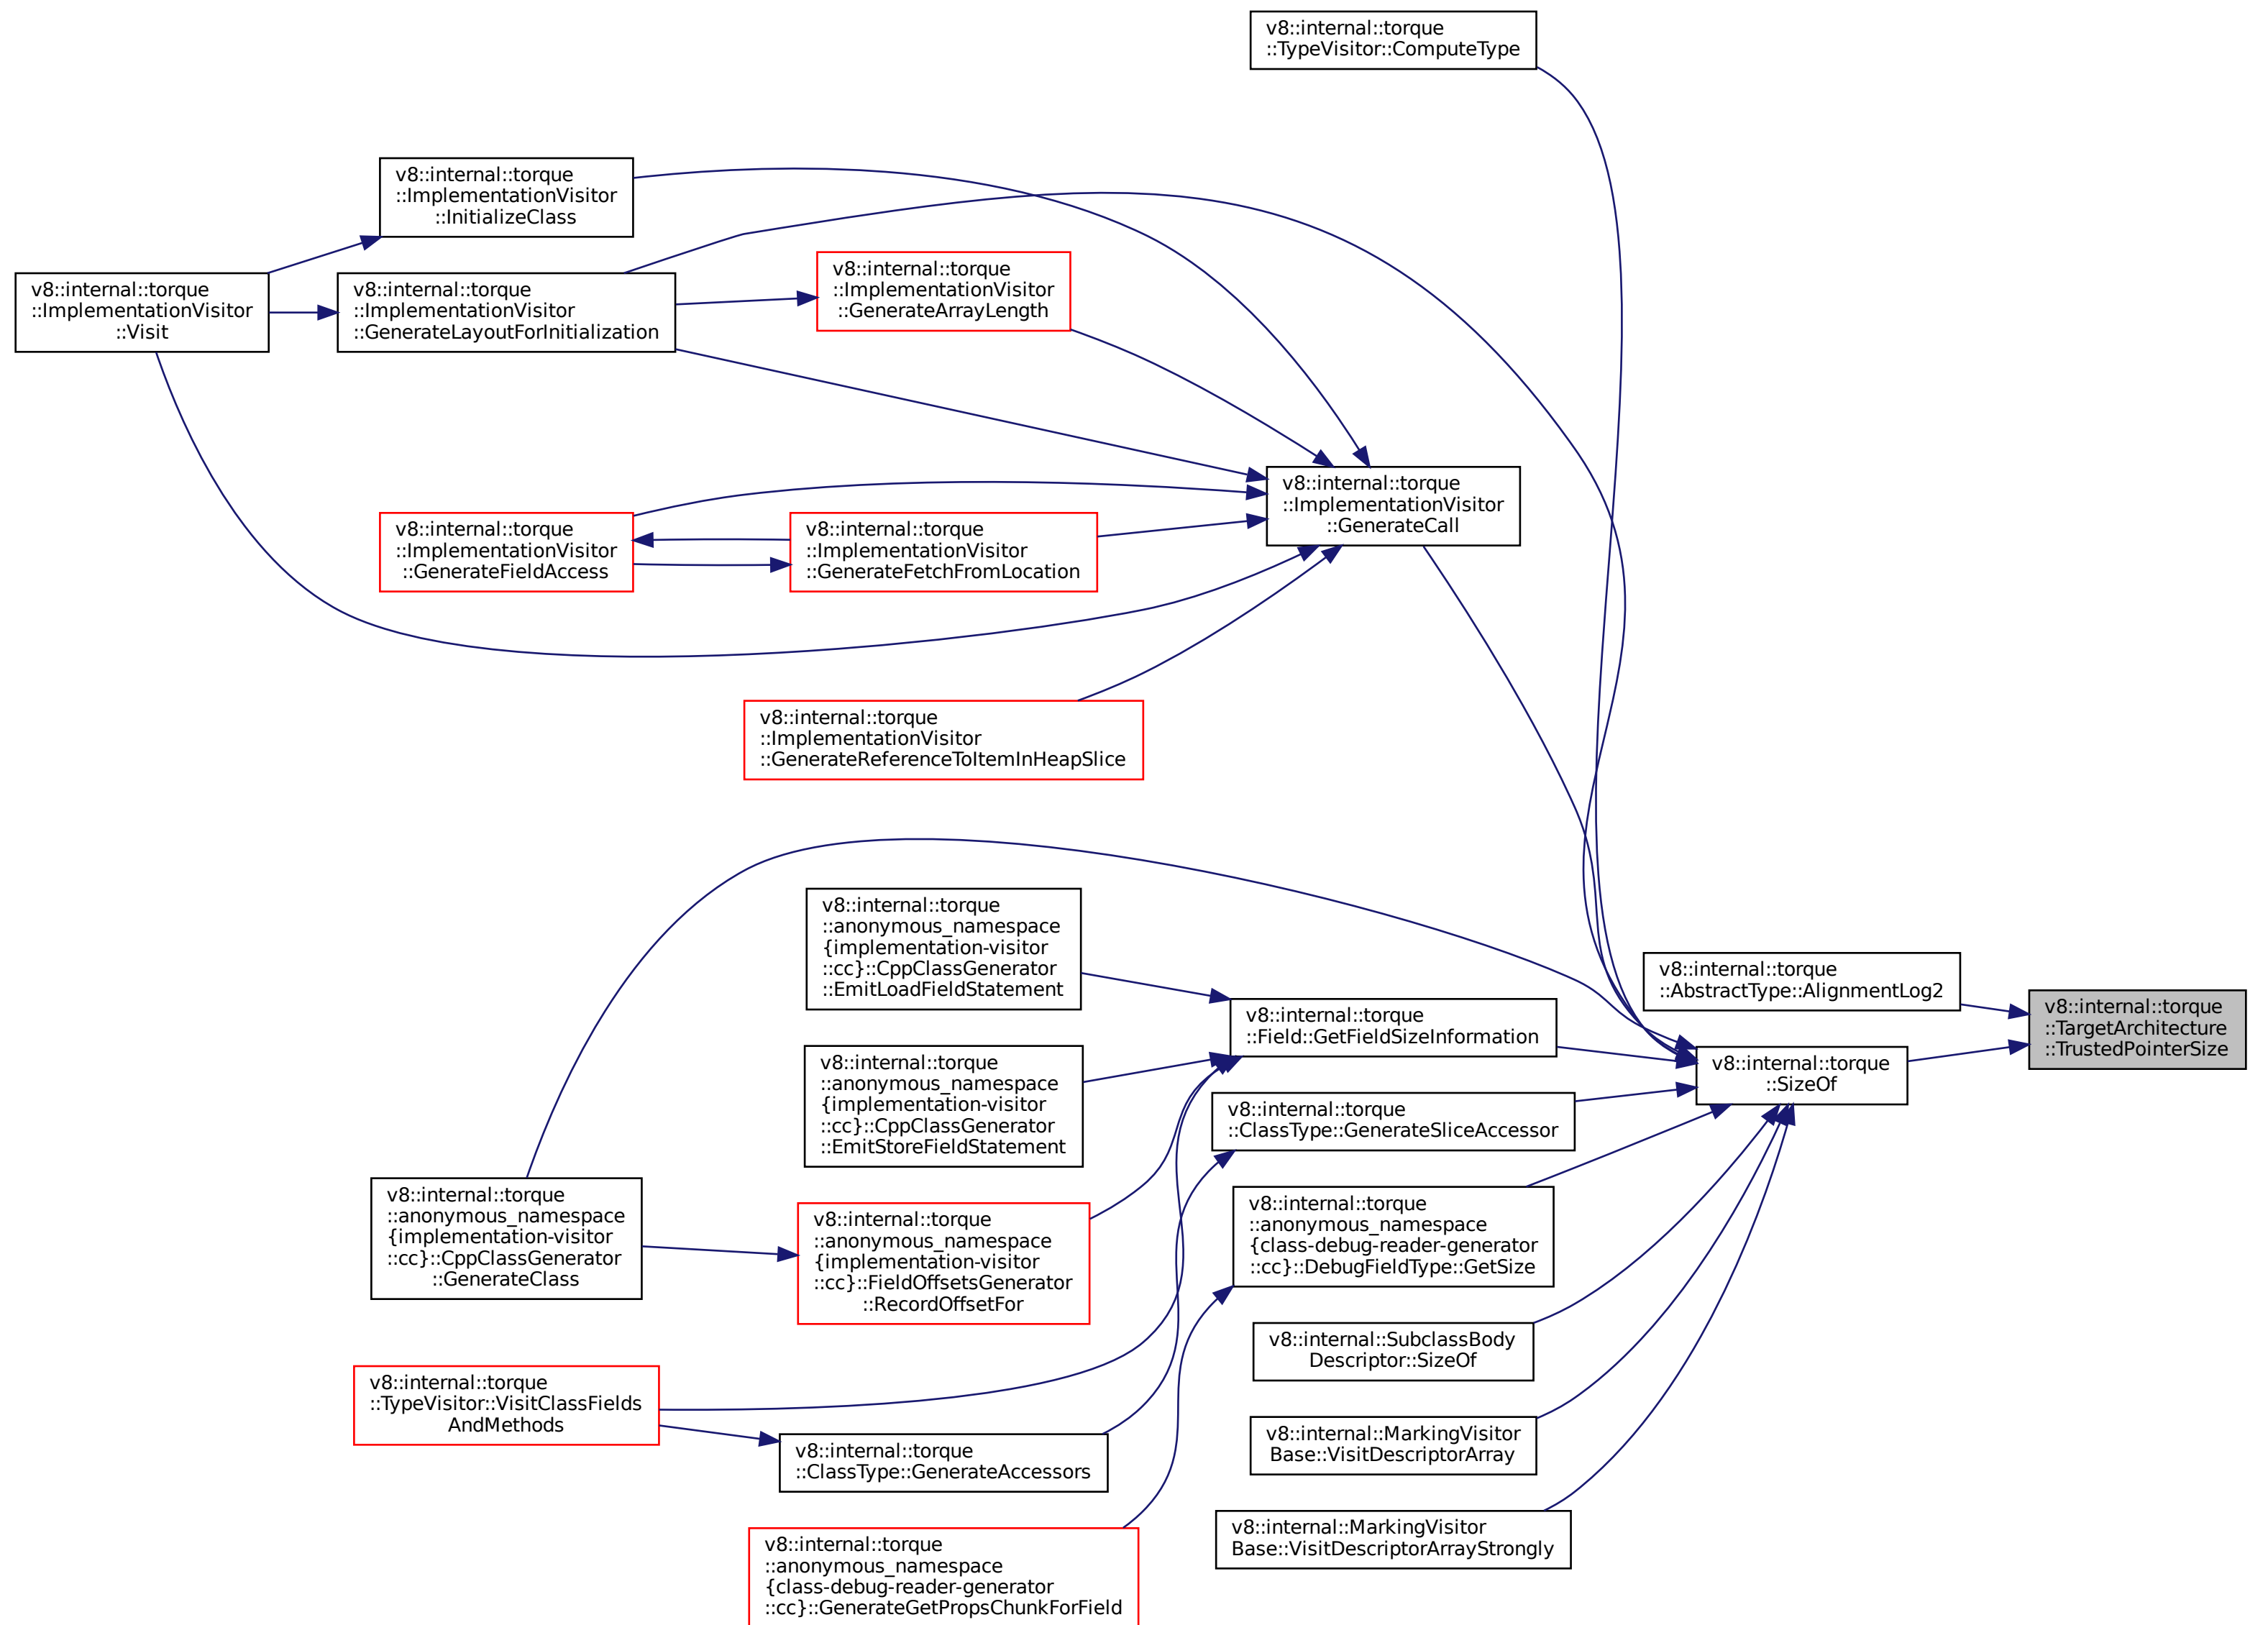 v8::internal::torque
::TypeVisitor::ComputeType
v8::internal::torque
::ImplementationVisitor
::InitializeClass
v8::internal::torque
::ImplementationVisitor
::GenerateArrayLength
v8::internal::torque
::ImplementationVisitor
::Visit
v8::internal::torque
::ImplementationVisitor
::GenerateLayoutForInitialization
v8::internal::torque
::ImplementationVisitor
::GenerateCall
v8::internal::torque
::ImplementationVisitor
::GenerateFieldAccess
v8::internal::torque
::ImplementationVisitor
::GenerateFetchFromLocation
v8::internal::torque
::ImplementationVisitor
::GenerateReferenceToItemInHeapSlice
v8::internal::torque
::anonymous_namespace
{implementation-visitor
::cc}::CppClassGenerator
::EmitLoadFieldStatement
v8::internal::torque
::AbstractType::AlignmentLog2
v8::internal::torque
::TargetArchitecture
::TrustedPointerSize
v8::internal::torque
::Field::GetFieldSizeInformation
v8::internal::torque
::anonymous_namespace
{implementation-visitor
::cc}::CppClassGenerator
::EmitStoreFieldStatement
v8::internal::torque
::SizeOf
v8::internal::torque
::ClassType::GenerateSliceAccessor
v8::internal::torque
::anonymous_namespace
{implementation-visitor
::cc}::CppClassGenerator
::GenerateClass
v8::internal::torque
::anonymous_namespace
{implementation-visitor
::cc}::FieldOffsetsGenerator
::RecordOffsetFor
v8::internal::torque
::anonymous_namespace
{class-debug-reader-generator
::cc}::DebugFieldType::GetSize
v8::internal::SubclassBody
Descriptor::SizeOf
v8::internal::torque
::TypeVisitor::VisitClassFields
AndMethods
v8::internal::MarkingVisitor
Base::VisitDescriptorArray
v8::internal::torque
::ClassType::GenerateAccessors
v8::internal::MarkingVisitor
Base::VisitDescriptorArrayStrongly
v8::internal::torque
::anonymous_namespace
{class-debug-reader-generator
::cc}::GenerateGetPropsChunkForField